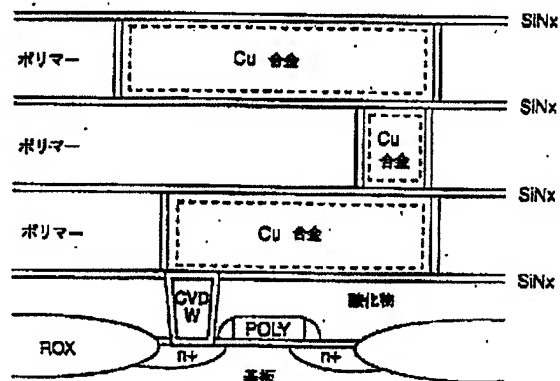 SiNx
ポリマー
Cu 合金
SiNx
ポリマー
Cu
合金
SiNx
ポリマー
Cu 合金
SiNx
CVD
W
酸化物
POLY
ROX
n+
n+
基板